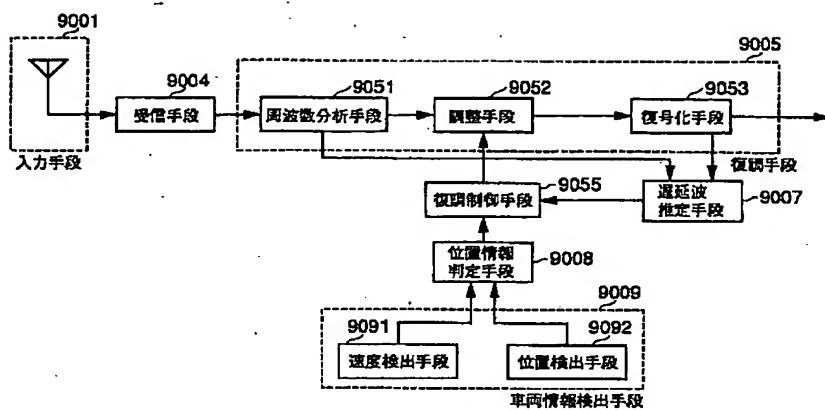 9001
9005
9004
9051
9052
9053
受信手段
周波数分析手段
調整手段
復号化手段
入力手段
復調手段
9055
復調制御手段
遅延波
推定手段
9007
位置情報
判定手段
9008
9009
9091
9092
速度検出手段
位置検出手段
車両情報検出手段